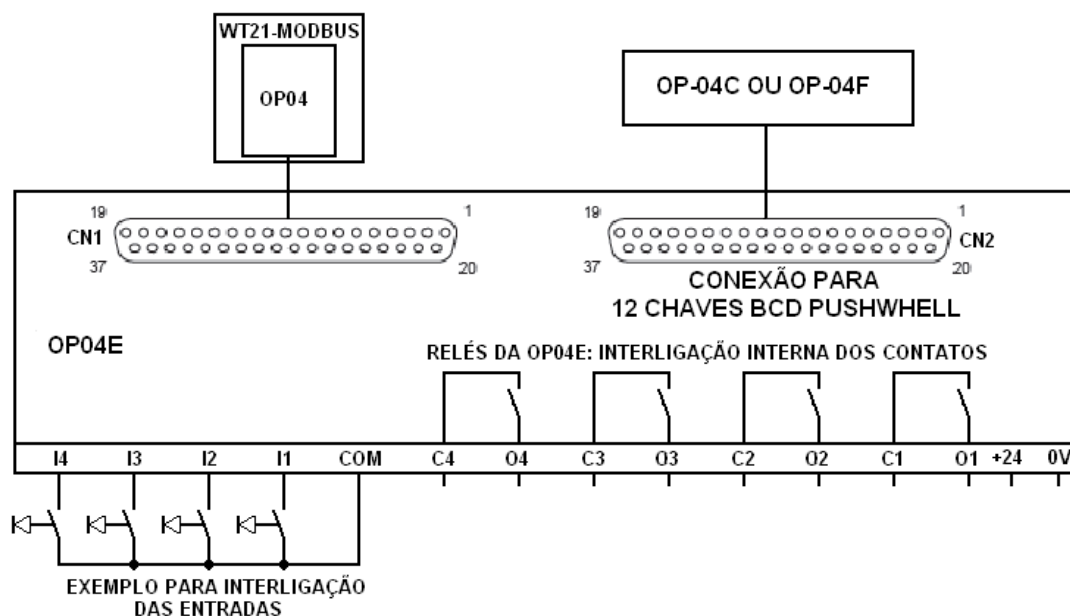 WT21-MODBUS
OP04
OP-04C OU OP-04F
19
1
CN1
37
20
19
1
CN2
37
20
CONEXÃO PARA
12 CHAVES BCD PUSHWHELL
OP04E
RELÉS DA OP04E: INTERLIGAÇÃO INTERNA DOS CONTATOS
I4 I3 I2 I1 COM C4 O4 C3 O3 C2 O2 C1 O1 +24 0V
EXEMPLO PARA INTERLIGAÇÃO
DAS ENTRADAS